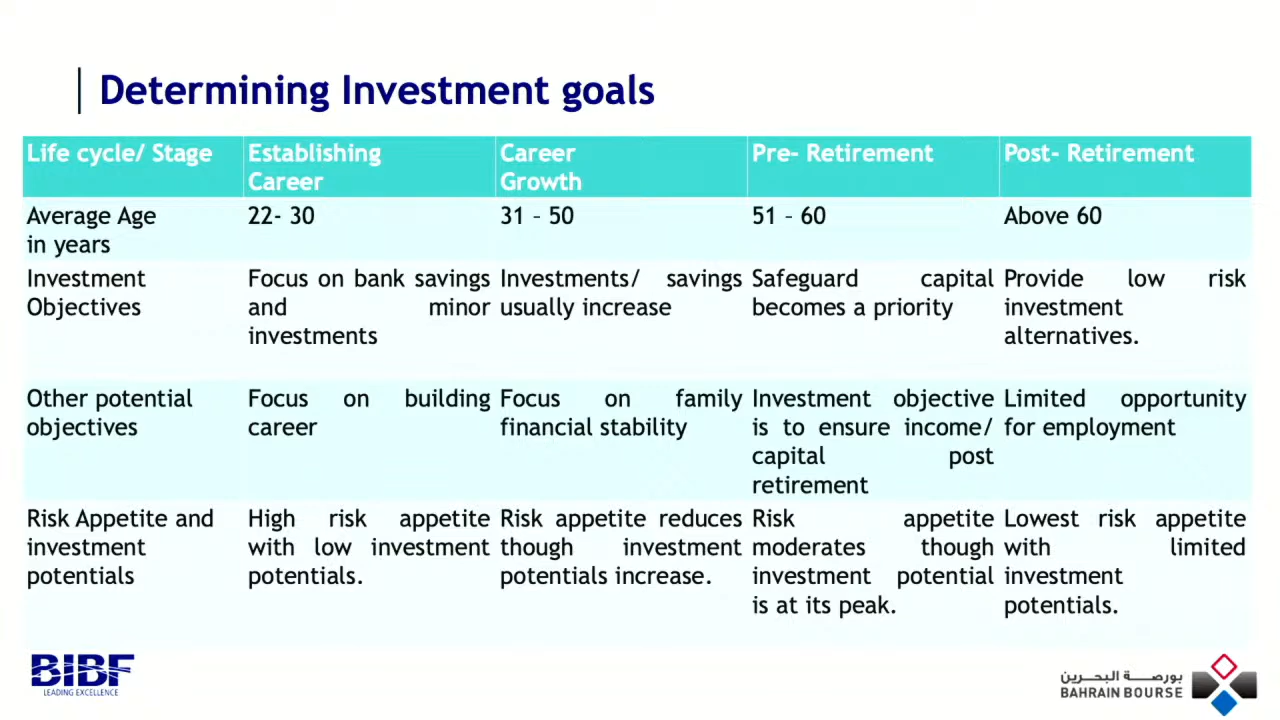 Determining Investment goals
Life cycle/ Stage
Establishing
Career
Career
Growth
Pre- Retirement
Post- Retirement
Average Age
in years
22- 30
31 – 50
51 – 60
Above 60
Investment
Objectives
Focus on bank savings
and minor
investments
Investments/ savings
usually increase
Safeguard capital
becomes a priority
Provide low risk
investment
alternatives.
Other potential
objectives
Focus on building
career
Focus on family
financial stability
Investment objective
is to ensure income/
capital post
retirement
Limited opportunity
for employment
Risk Appetite and
investment
potentials
High risk appetite
with low investment
potentials.
Risk appetite reduces
though investment
potentials increase.
Risk appetite
moderates though
investment potential
is at its peak.
Lowest risk appetite
with limited
investment
potentials.
BIBF
LEADING EXCELLENCE
بورصة البحرين
BAHRAIN BOURSE